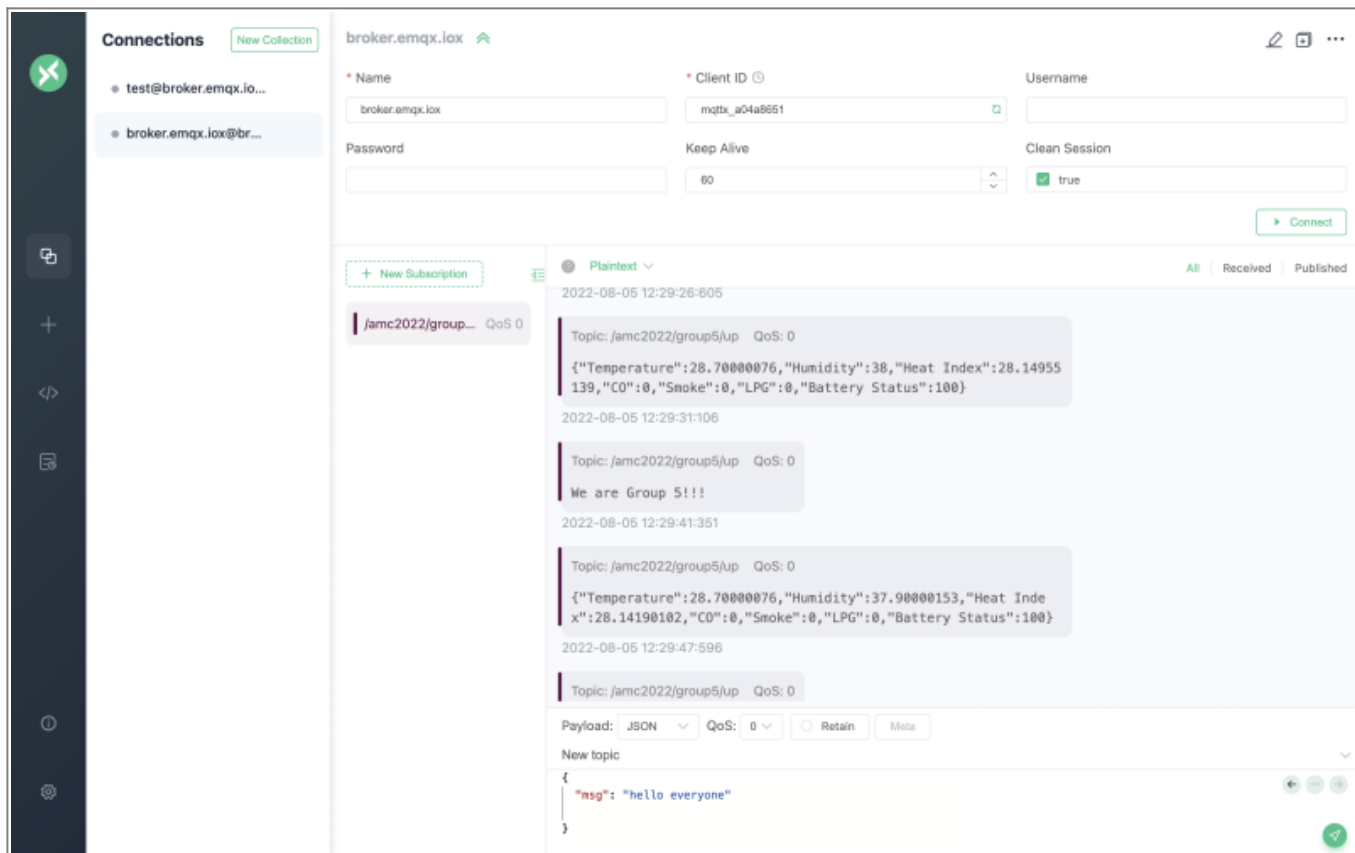 Connections
New Collection
test@broker.emqx.io...
broker.emqx.iox@br...
broker.emqx.iox
* Name
* Client ID
Username
broker.emqx.iox
mqttx_a04a8651
Password
Keep Alive
Clean Session
60
true
Connect
+ New Subscription
Plaintext
All
Received
Published
/amc2022/group... QoS 0
2022-08-05 12:29:26:605
Topic: /amc2022/group5/up QoS: 0
{"Temperature":28.70000076,"Humidity":38,"Heat Index":28.14955
139,"CO":0,"Smoke":0,"LPG":0,"Battery Status":100}
2022-08-05 12:29:31:106
Topic: /amc2022/group5/up QoS: 0
We are Group 5!!!
2022-08-05 12:29:41:351
Topic: /amc2022/group5/up QoS: 0
{"Temperature":28.70000076,"Humidity":37.90000153,"Heat Inde
x":28.14190102,"CO":0,"Smoke":0,"LPG":0,"Battery Status":100}
2022-08-05 12:29:47:596
Topic: /amc2022/group5/up QoS: 0
Payload: JSON QoS: 0 Retain Meta
New topic
{
"msg": "hello everyone"
}